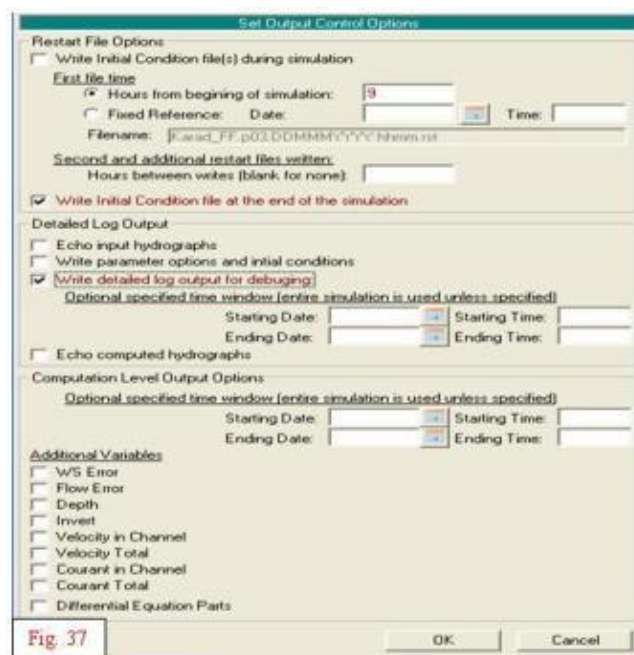 Set Output Control Options
Restart File Options
Write Initial Condition file(s) during simulation
First file time
Hours from begining of simulation: 9
Fixed Reference: Date: Time:
Filename: Karad_FF.p03.DDMMM hhmm.rst
Second and additional restart files written:
Hours between writes (blank for none):
Write Initial Condition file at the end of the simulation
Detailed Log Output
Echo input hydrographs
Write parameter options and intial conditions
Write detailed log output for debuging
Optional specified time window (entire simulation is used unless specified)
Starting Date: Starting Time:
Ending Date: Ending Time:
Echo computed hydrographs
Computation Level Output Options
Optional specified time window (entire simulation is used unless specified)
Starting Date: Starting Time:
Ending Date: Ending Time:
Additional Variables
WS Error
Flow Error
Depth
Invert
Velocity in Channel
Velocity Total
Courant in Channel
Courant Total
Differential Equation Parts
Fig. 37
OK Cancel